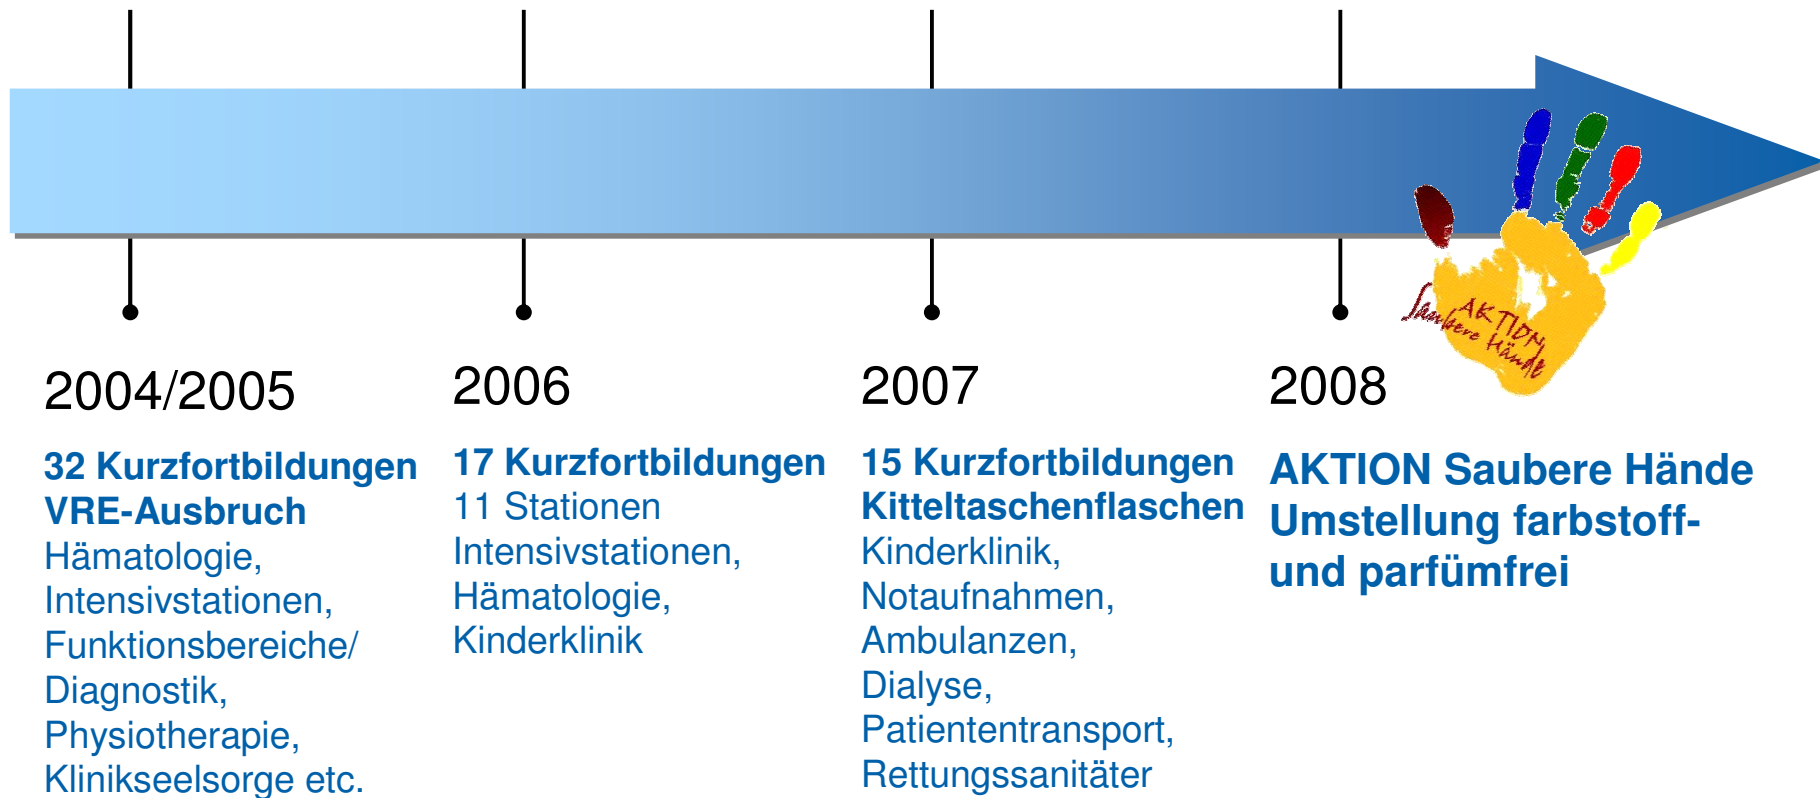 AKTION
Saubere Hände
2004/2005
32 Kurzfortbildungen
VRE-Ausbruch
Hämatologie,
Intensivstationen,
Funktionsbereiche/
Diagnostik,
Physiotherapie,
Klinikseelsorge etc.
2006
17 Kurzfortbildungen
11 Stationen
Intensivstationen,
Hämatologie,
Kinderklinik
2007
15 Kurzfortbildungen
Kitteltaschenflaschen
Kinderklinik,
Notaufnahmen,
Ambulanzen,
Dialyse,
Patiententransport,
Rettungssanitäter
2008
AKTION Saubere Hände
Umstellung farbstoff-
und parfümfrei